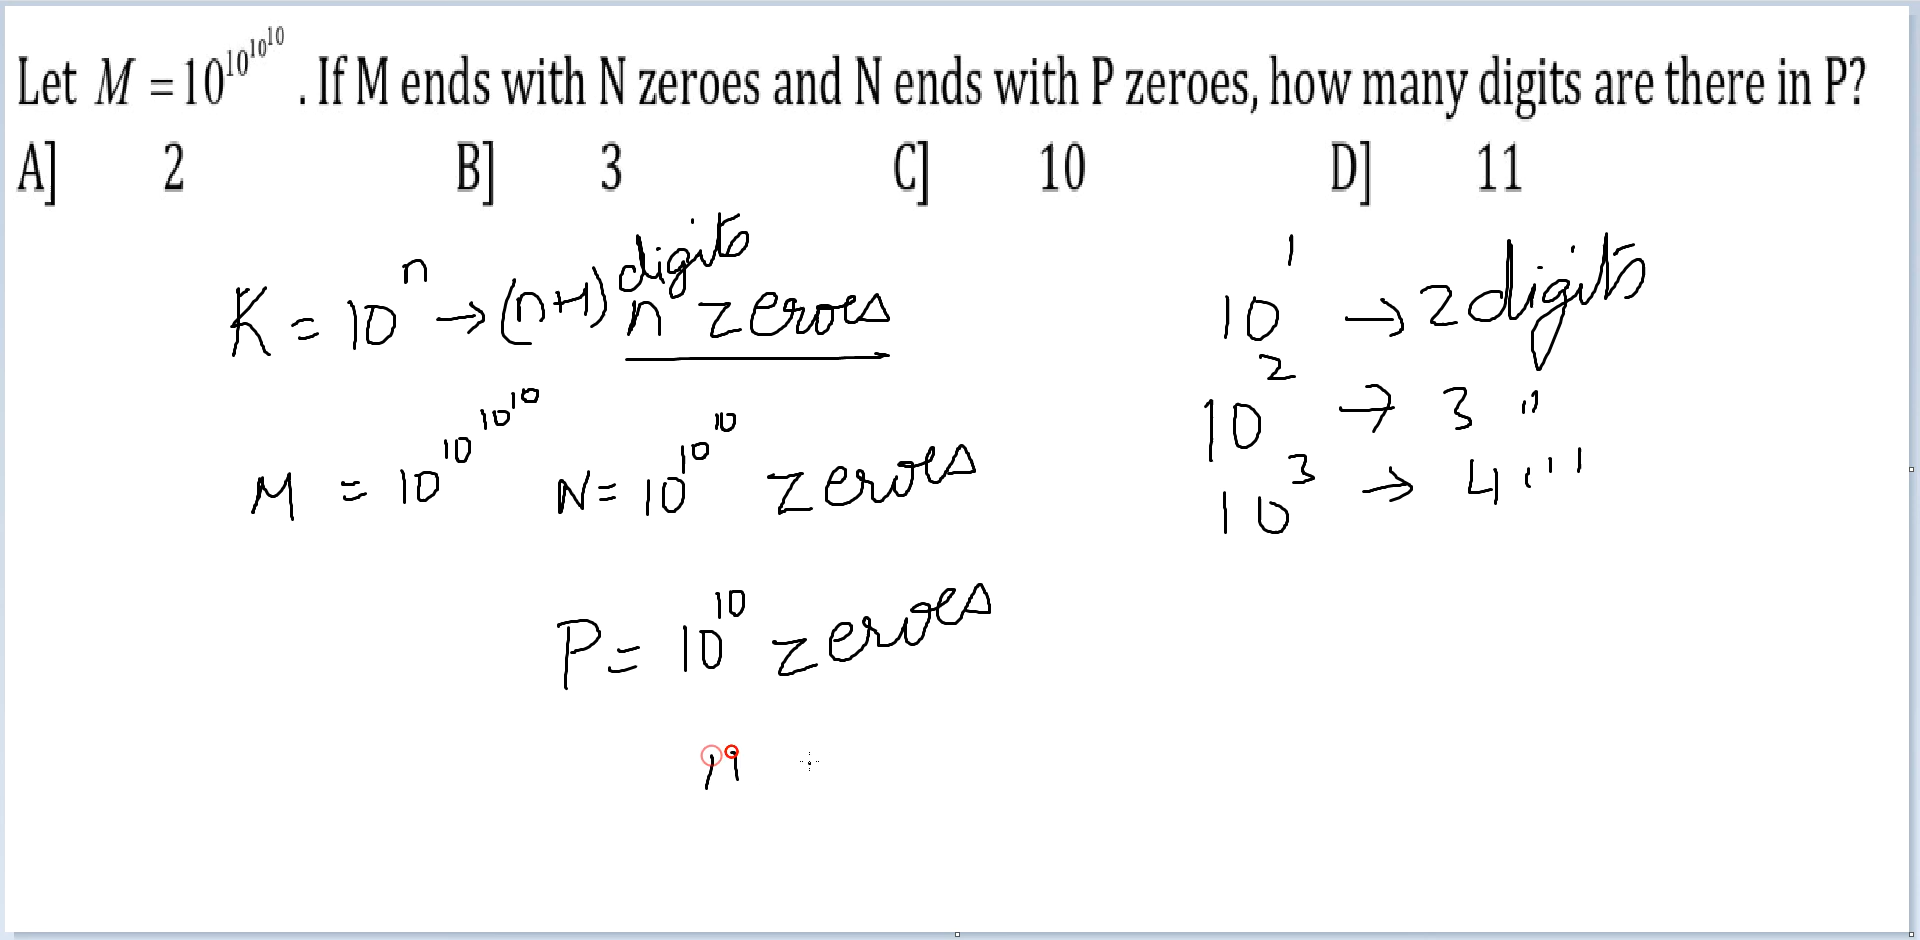 Let M = 10^10^10^10 . If M ends with N zeroes and N ends with P zeroes, how many digits are there in P?
A] 2 B] 3 C] 10 D] 11
K = 10^n → (n+1) digits
n zeroes
10^1 → 2 digits
10^2 → 3 "
10^3 → 4 "
M = 10^10^10^10 N = 10^10^10 zeroes
P = 10^10 zeroes
11